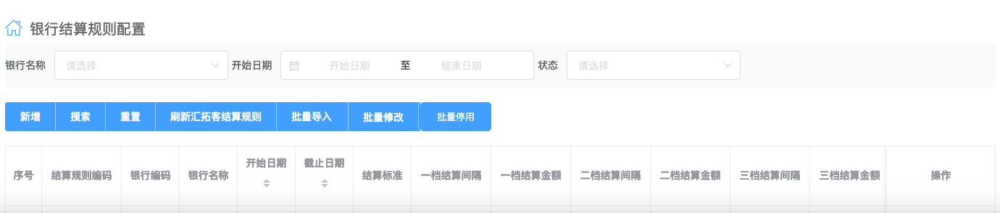 银行结算规则配置
银行名称 请选择 开始日期 开始日期 至 结束日期 状态 请选择
新增 搜索 重置 刷新汇拓客结算规则 批量导入 批量修改 批量停用
序号 结算规则编码 银行编码 银行名称 开始日期 截止日期 结算标准 一档结算间隔 一档结算金额 二档结算间隔 二档结算金额 三档结算间隔 三档结算金额 操作